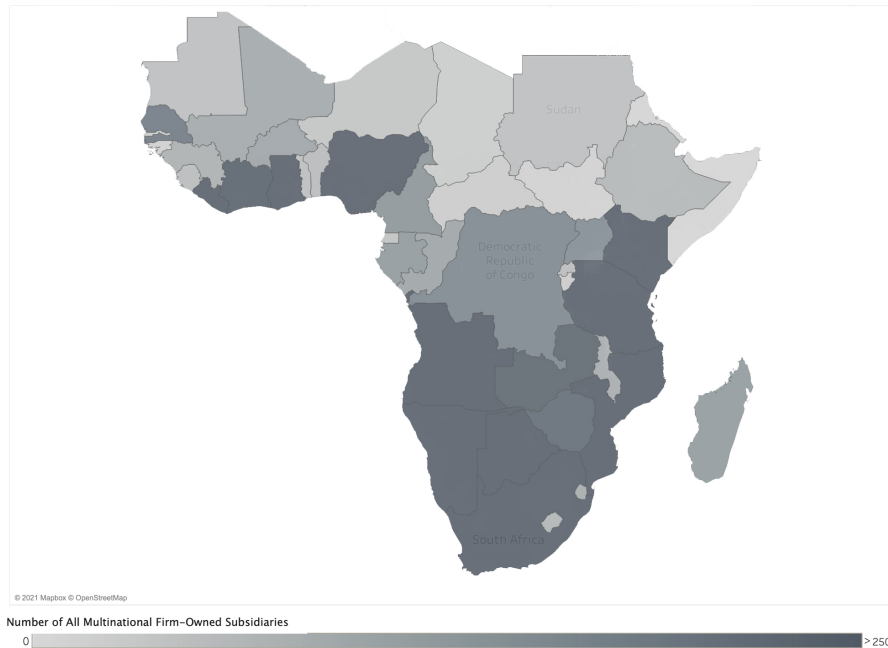 Sudan
Democratic
Republic
of Congo
South Africa
© 2021 Mapbox © OpenStreetMap
Number of All Multinational Firm-Owned Subsidiaries
0
> 250